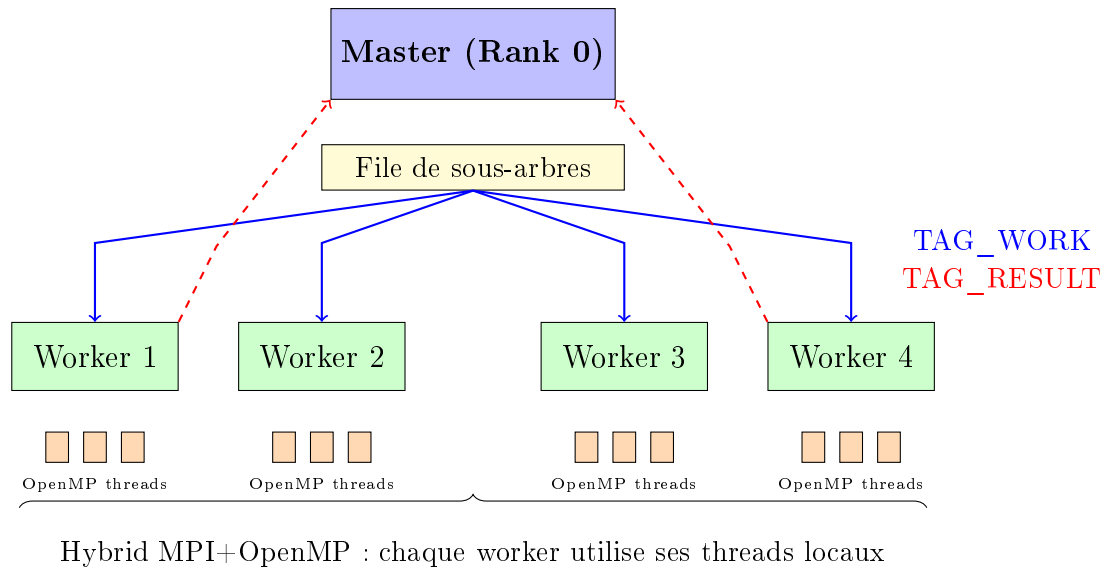 Master (Rank 0)
File de sous-arbres
TAG_WORK
TAG_RESULT
Worker 1
Worker 2
Worker 3
Worker 4
OpenMP threads
OpenMP threads
OpenMP threads
OpenMP threads
Hybrid MPI+OpenMP : chaque worker utilise ses threads locaux